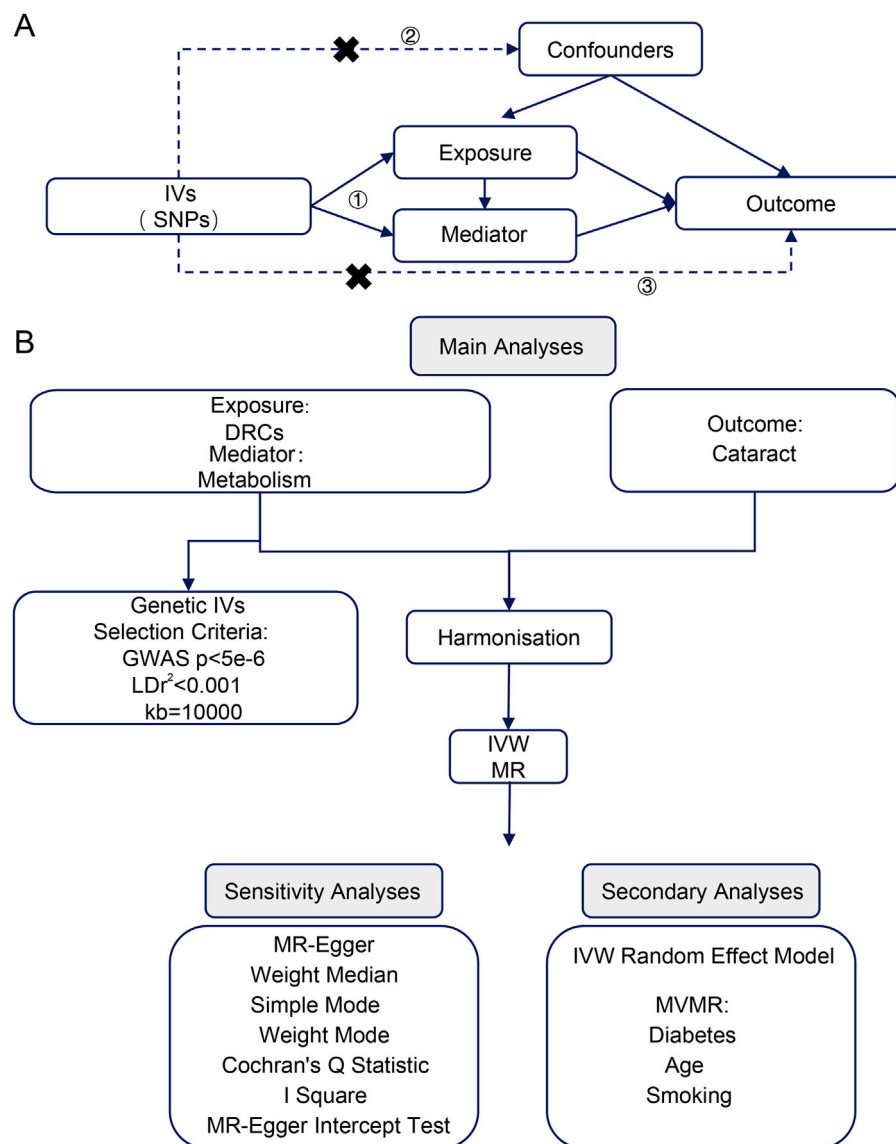 A
②
Confounders
Exposure
IVs
( SNPs)
①
Outcome
Mediator
③
B
Main Analyses
Exposure:
DRCs
Mediator:
Metabolism
Outcome:
Cataract
Genetic IVs
Selection Criteria:
GWAS p<5e-6
LDr²<0.001
kb=10000
Harmonisation
IVW
MR
Sensitivity Analyses
MR-Egger
Weight Median
Simple Mode
Weight Mode
Cochran's Q Statistic
I Square
MR-Egger Intercept Test
Secondary Analyses
IVW Random Effect Model
MVMR:
Diabetes
Age
Smoking